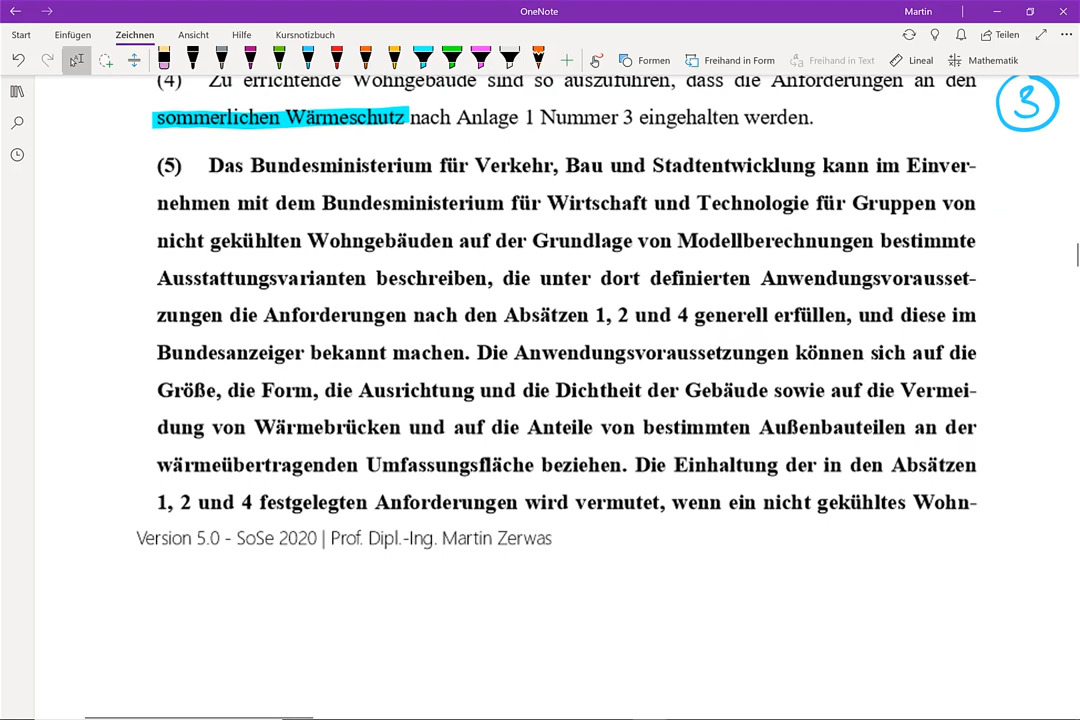 OneNote
Martin
Start
Einfügen
Zeichnen
Ansicht
Hilfe
Kursnotizbuch
Teilen
Formen
Freihand in Form
Freihand in Text
Lineal
Mathematik
(4) Zu errichtende Wohngebäude sind so auszuführen, dass die Anforderungen an den
sommerlichen Wärmeschutz nach Anlage 1 Nummer 3 eingehalten werden.
3
(5) Das Bundesministerium für Verkehr, Bau und Stadtentwicklung kann im Einver-
nehmen mit dem Bundesministerium für Wirtschaft und Technologie für Gruppen von
nicht gekühlten Wohngebäuden auf der Grundlage von Modellberechnungen bestimmte
Ausstattungsvarianten beschreiben, die unter dort definierten Anwendungsvorausset-
zungen die Anforderungen nach den Absätzen 1, 2 und 4 generell erfüllen, und diese im
Bundesanzeiger bekannt machen. Die Anwendungsvoraussetzungen können sich auf die
Größe, die Form, die Ausrichtung und die Dichtheit der Gebäude sowie auf die Vermei-
dung von Wärmebrücken und auf die Anteile von bestimmten Außenbauteilen an der
wärmeübertragenden Umfassungsfläche beziehen. Die Einhaltung der in den Absätzen
1, 2 und 4 festgelegten Anforderungen wird vermutet, wenn ein nicht gekühltes Wohn-
Version 5.0 - SoSe 2020 | Prof. Dipl.-Ing. Martin Zerwas